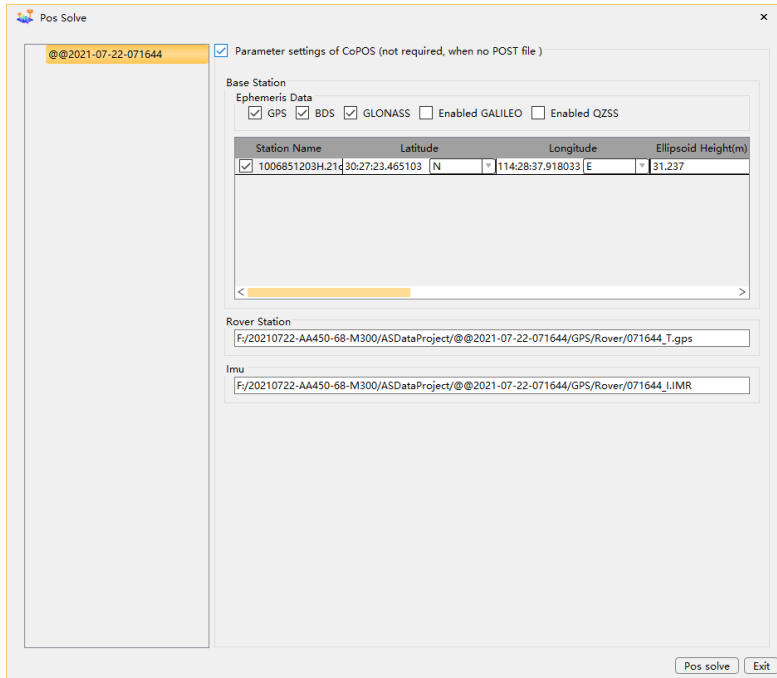 Pos Solve
@@2021-07-22-071644
Parameter settings of CoPOS (not required, when no POST file )
Base Station
Ephemeris Data
GPS BDS GLONASS Enabled GALILEO Enabled QZSS
Station Name Latitude Longitude Ellipsoid Height(m)
1006851203H.21 30:27:23.465103 N 114:28:37.918033 E 31.237
Rover Station
F:/20210722-AA450-68-M300/ASDataProject/@@2021-07-22-071644/GPS/Rover/071644_T.gps
Imu
F:/20210722-AA450-68-M300/ASDataProject/@@2021-07-22-071644/GPS/Rover/071644_I.IMR
Pos solve Exit